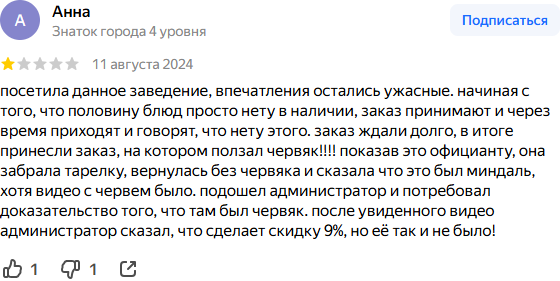 А
Анна
Знаток города 4 уровня
Подписаться
11 августа 2024
посетила данное заведение, впечатления остались ужасные. начиная с
того, что половину блюд просто нету в наличии, заказ принимают и через
время приходят и говорят, что нету этого. заказ ждали долго, в итоге
принесли заказ, на котором ползал червяк!!!! показав это официанту, она
забрала тарелку, вернулась без червяка и сказала что это был миндаль,
хотя видео с червем было. подошел администратор и потребовал
доказательство того, что там был червяк. после увиденного видео
администратор сказал, что сделает скидку 9%, но её так и не было!
1 1